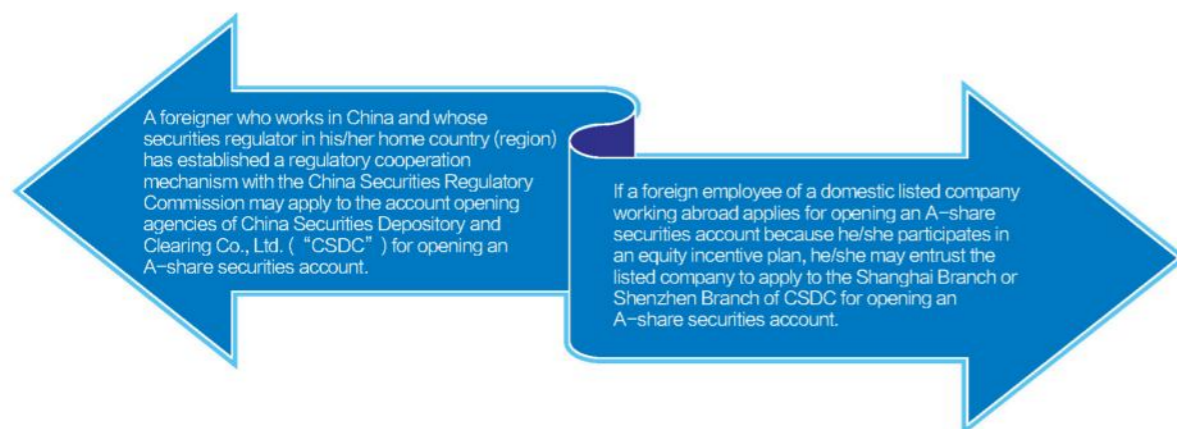 A foreigner who works in China and whose
securities regulator in his/her home country (region)
has established a regulatory cooperation
mechanism with the China Securities Regulatory
Commission may apply to the account opening
agencies of China Securities Depository and
Clearing Co., Ltd. (“CSDC”) for opening an
A-share securities account.
If a foreign employee of a domestic listed company
working abroad applies for opening an A-share
securities account because he/she participates in
an equity incentive plan, he/she may entrust the
listed company to apply to the Shanghai Branch or
Shenzhen Branch of CSDC for opening an
A-share securities account.